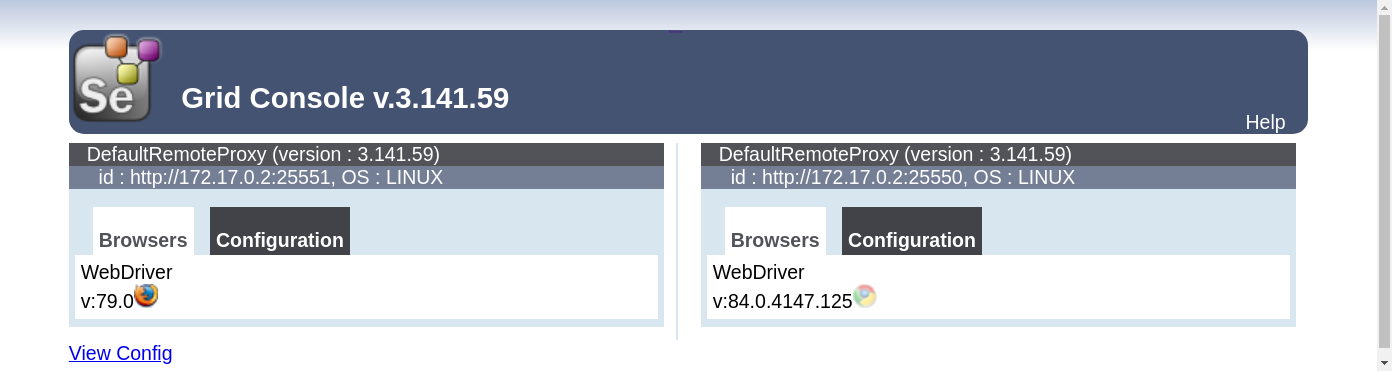 Se
Grid Console v.3.141.59
Help
DefaultRemoteProxy (version : 3.141.59)
id : http://172.17.0.2:25551, OS : LINUX
Browsers Configuration
WebDriver
v:79.0
DefaultRemoteProxy (version : 3.141.59)
id : http://172.17.0.2:25550, OS : LINUX
Browsers Configuration
WebDriver
v:84.0.4147.125
View Config